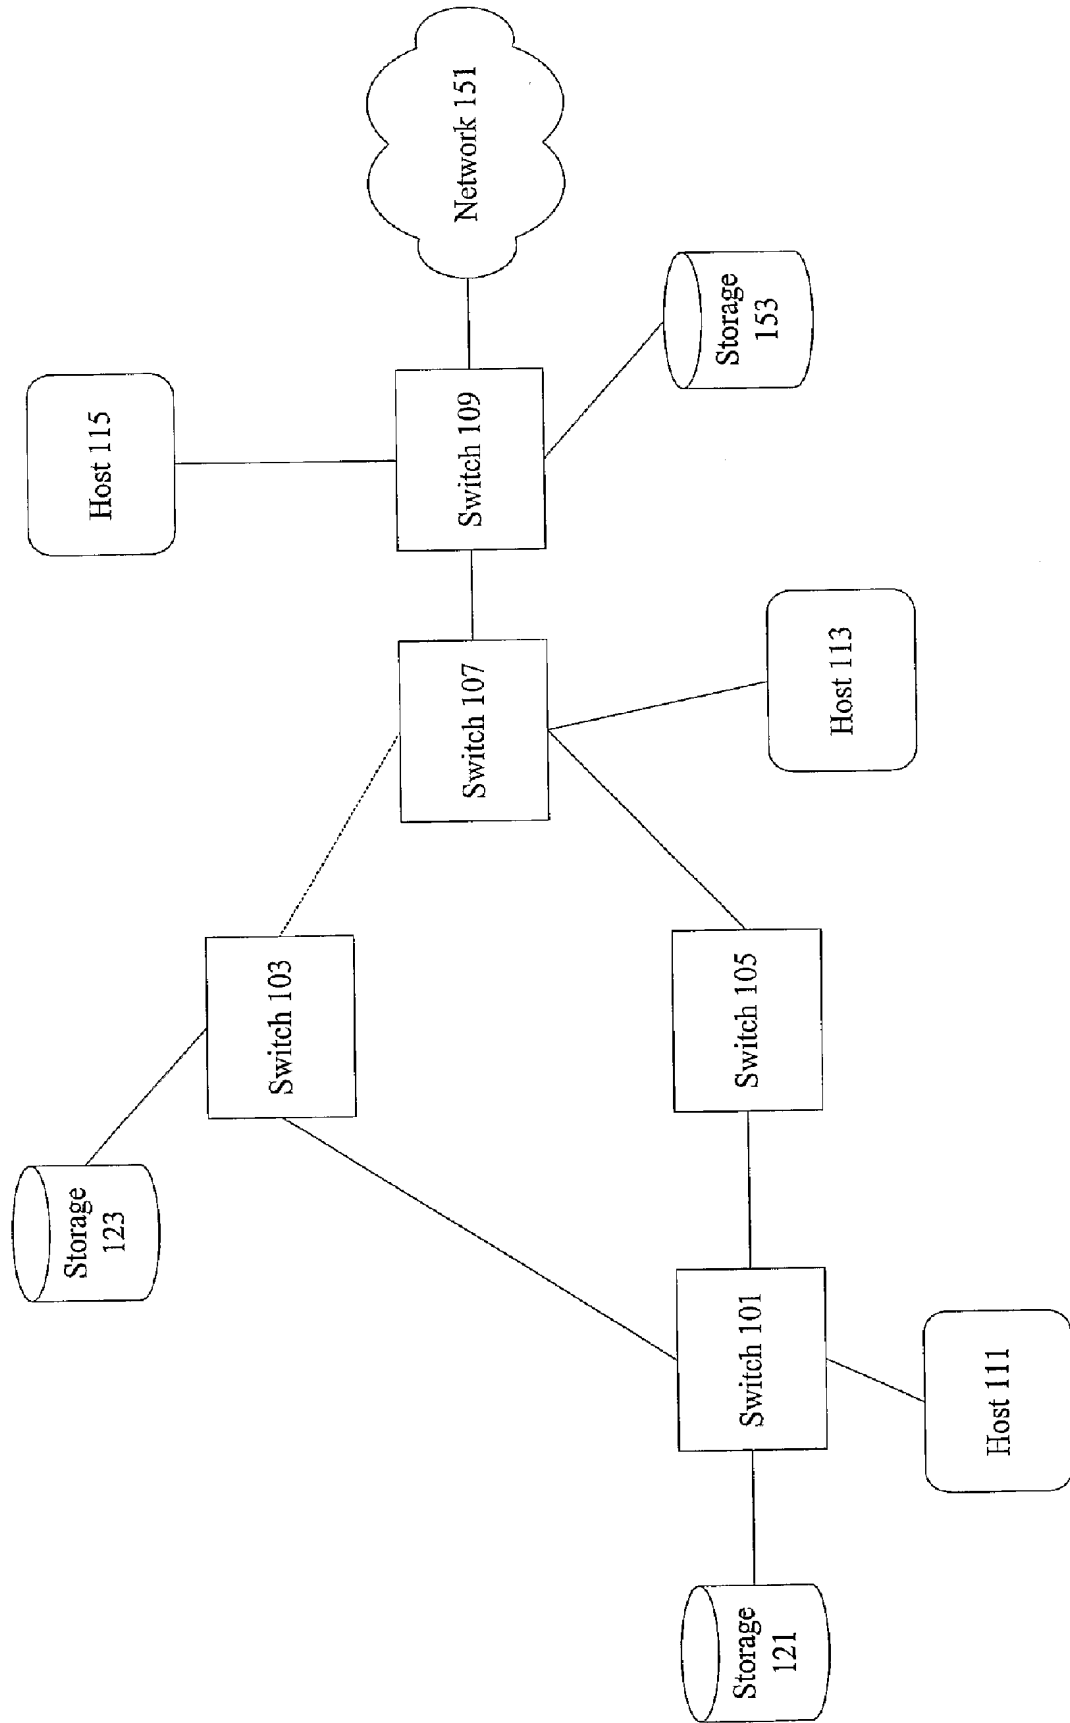 Storage
123
Host 115
Switch 103
Switch 107
Switch 109
Network 151
Storage
121
Switch 101
Switch 105
Storage
153
Host 111
Host 113